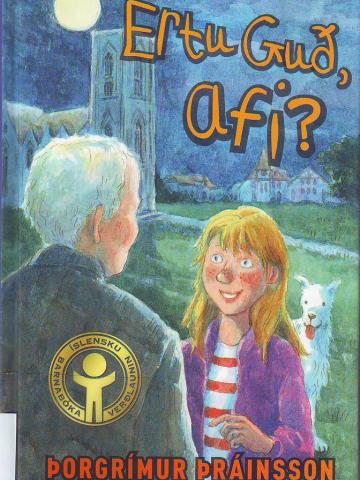 Ertu Guð,
afi?
ÍSLENSKU
BARNABÓKA
VERÐLAUNIN
ÞORGRÍMUR ÞRÁINSSON